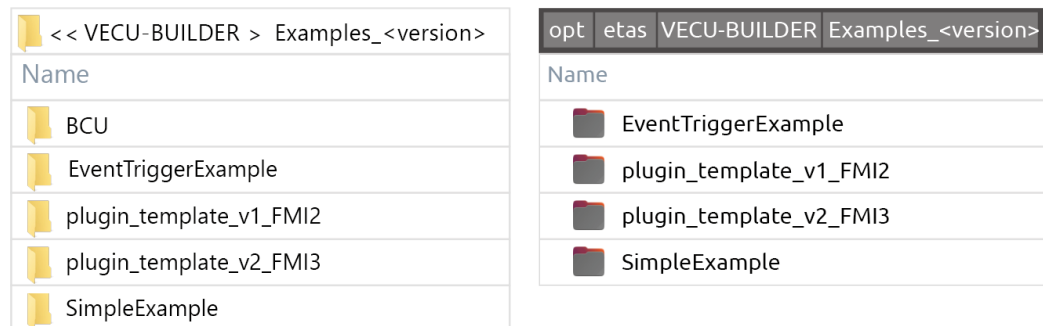 << VECU-BUILDER > Examples_<version>
Name
BCU
EventTriggerExample
plugin_template_v1_FMI2
plugin_template_v2_FMI3
SimpleExample
opt etas VECU-BUILDER Examples_<version>
Name
EventTriggerExample
plugin_template_v1_FMI2
plugin_template_v2_FMI3
SimpleExample